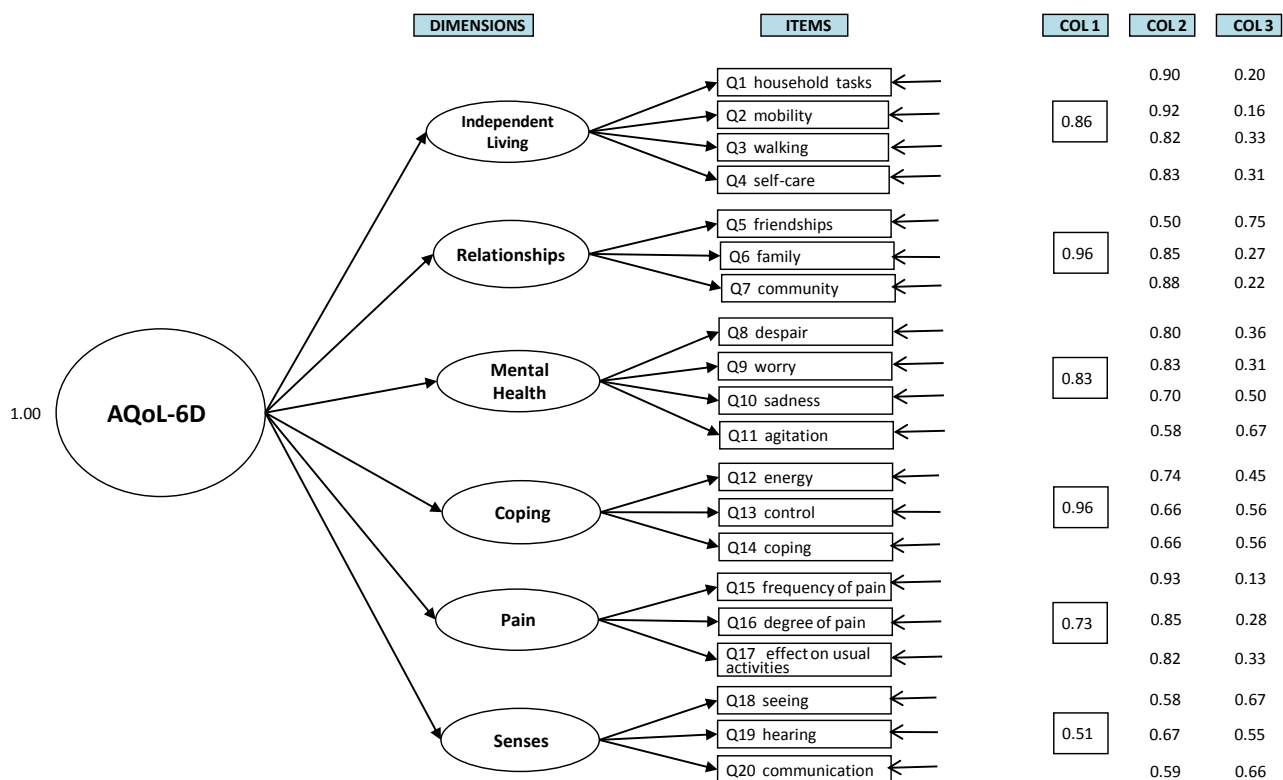 DIMENSIONS ITEMS COL 1 COL 2 COL 3
Q1 household tasks 0.90 0.20
Independent
Living
Q2 mobility 0.86 0.92 0.16
Q3 walking 0.82 0.33
Q4 self-care 0.83 0.31
Q5 friendships 0.50 0.75
Relationships Q6 family 0.96 0.85 0.27
Q7 community 0.88 0.22
Q8 despair 0.80 0.36
Mental
Health
Q9 worry 0.83 0.83 0.31
Q10 sadness 0.70 0.50
1.00 AQoL-6D
Q11 agitation 0.58 0.67
Q12 energy 0.74 0.45
Coping Q13 control 0.96 0.66 0.56
Q14 coping 0.66 0.56
Q15 frequency of pain 0.93 0.13
Pain Q16 degree of pain 0.73 0.85 0.28
Q17 effect on usual
activities 0.82 0.33
Q18 seeing 0.58 0.67
Senses Q19 hearing 0.51 0.67 0.55
Q20 communication 0.59 0.66